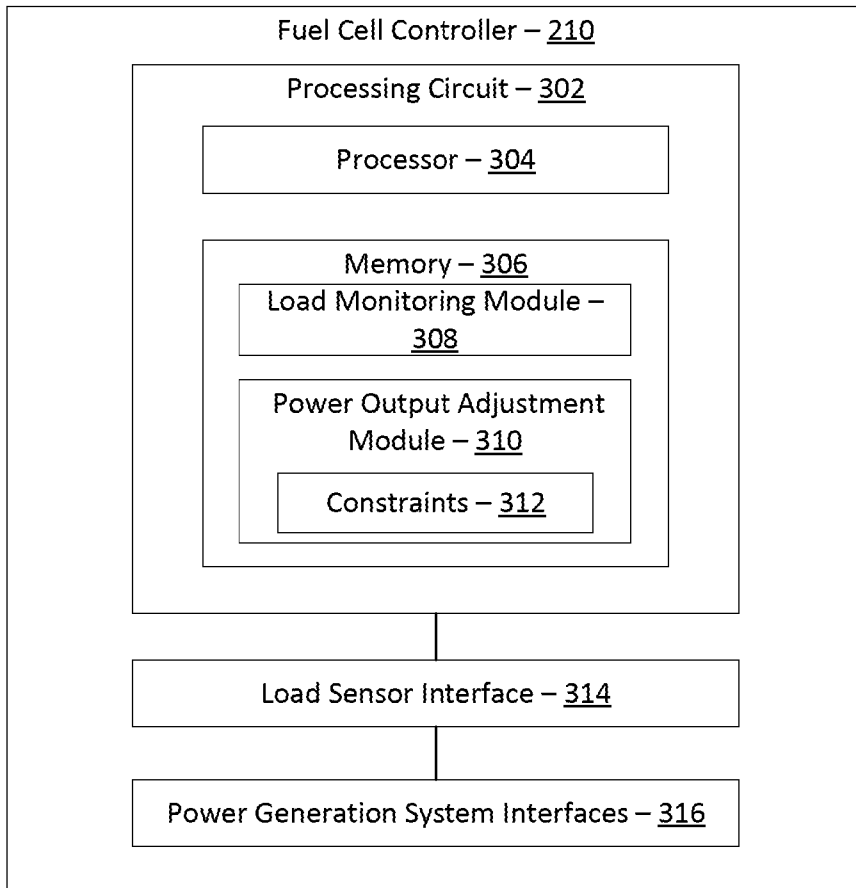 Fuel Cell Controller – 210
Processing Circuit – 302
Processor – 304
Memory – 306
Load Monitoring Module –
308
Power Output Adjustment
Module – 310
Constraints – 312
Load Sensor Interface – 314
Power Generation System Interfaces – 316